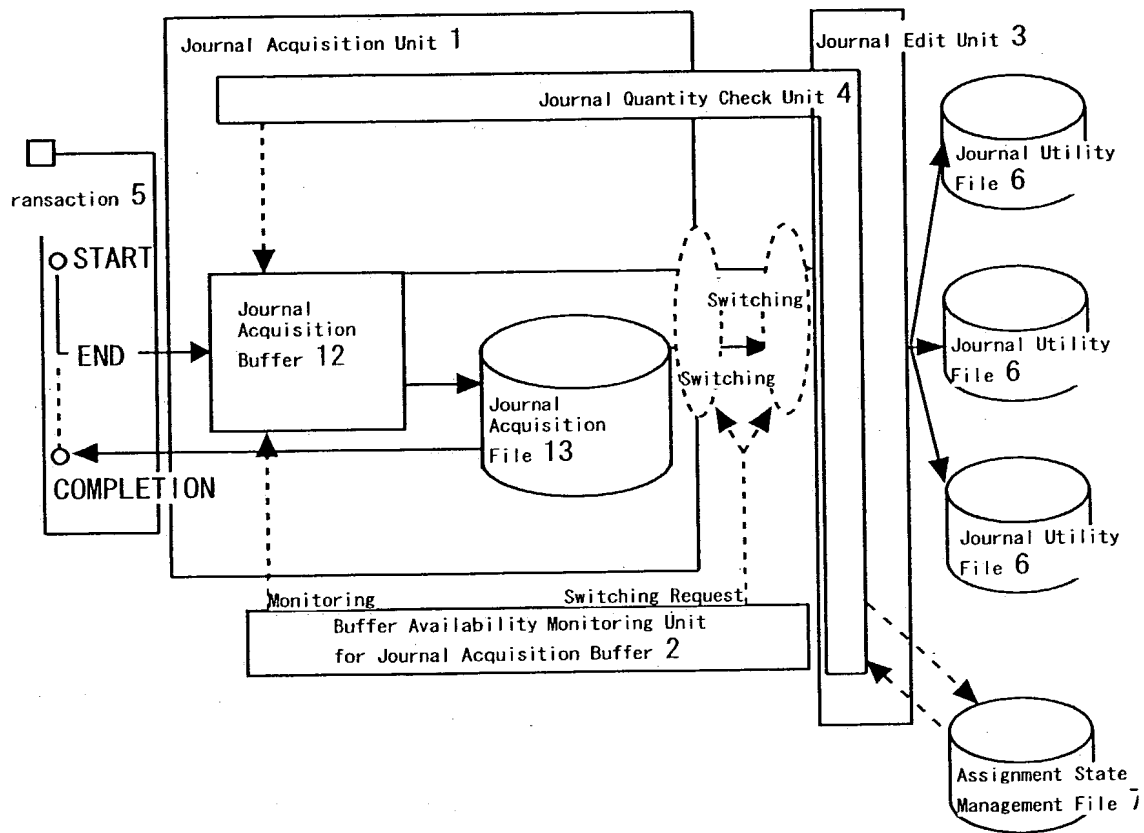 Journal Acquisition Unit 1
Journal Edit Unit 3
Journal Quantity Check Unit 4
Journal Utility
File 6
ransaction 5
START
Journal
Acquisition
Buffer 12
Switching
END
Switching
Journal Utility
File 6
Journal
Acquisition
File 13
COMPLETION
Journal Utility
File 6
Monitoring
Switching Request
Buffer Availability Monitoring Unit
for Journal Acquisition Buffer 2
Assignment State
Management File 7